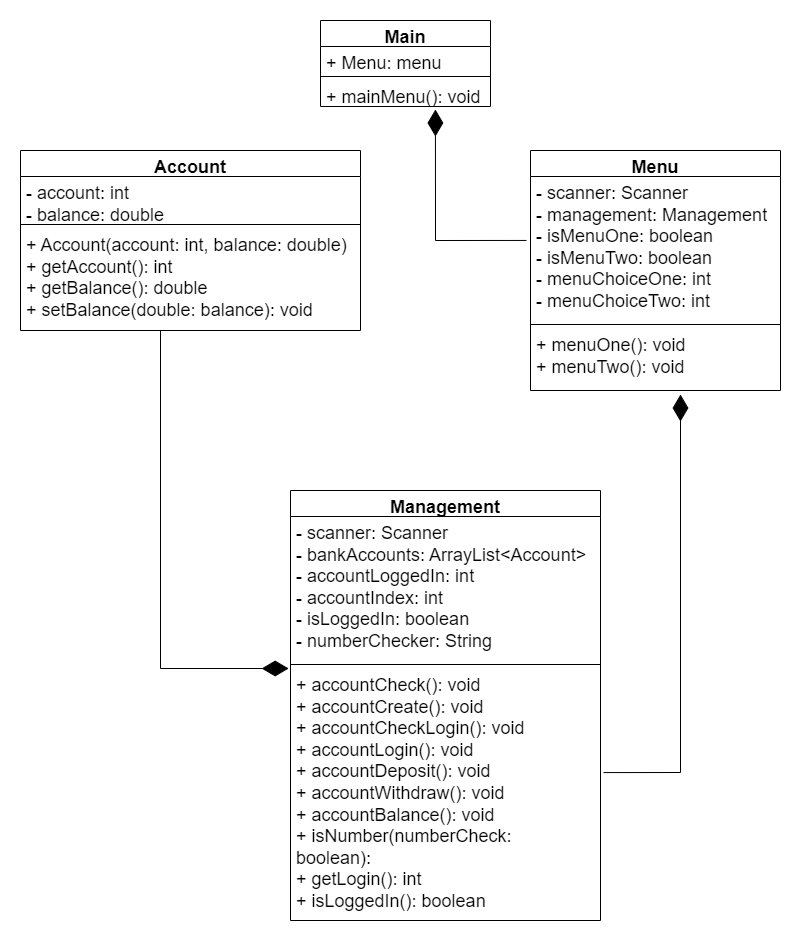 Main
+ Menu: menu
+ mainMenu(): void
Account
- account: int
- balance: double
+ Account(account: int, balance: double)
+ getAccount(): int
+ getBalance(): double
+ setBalance(double: balance): void
Menu
- scanner: Scanner
- management: Management
- isMenuOne: boolean
- isMenuTwo: boolean
- menuChoiceOne: int
- menuChoiceTwo: int
+ menuOne(): void
+ menuTwo(): void
Management
- scanner: Scanner
- bankAccounts: ArrayList<Account>
- accountLoggedIn: int
- accountIndex: int
- isLoggedIn: boolean
- numberChecker: String
+ accountCheck(): void
+ accountCreate(): void
+ accountCheckLogin(): void
+ accountLogin(): void
+ accountDeposit(): void
+ accountWithdraw(): void
+ accountBalance(): void
+ isNumber(numberCheck:
boolean):
+ getLogin(): int
+ isLoggedIn(): boolean